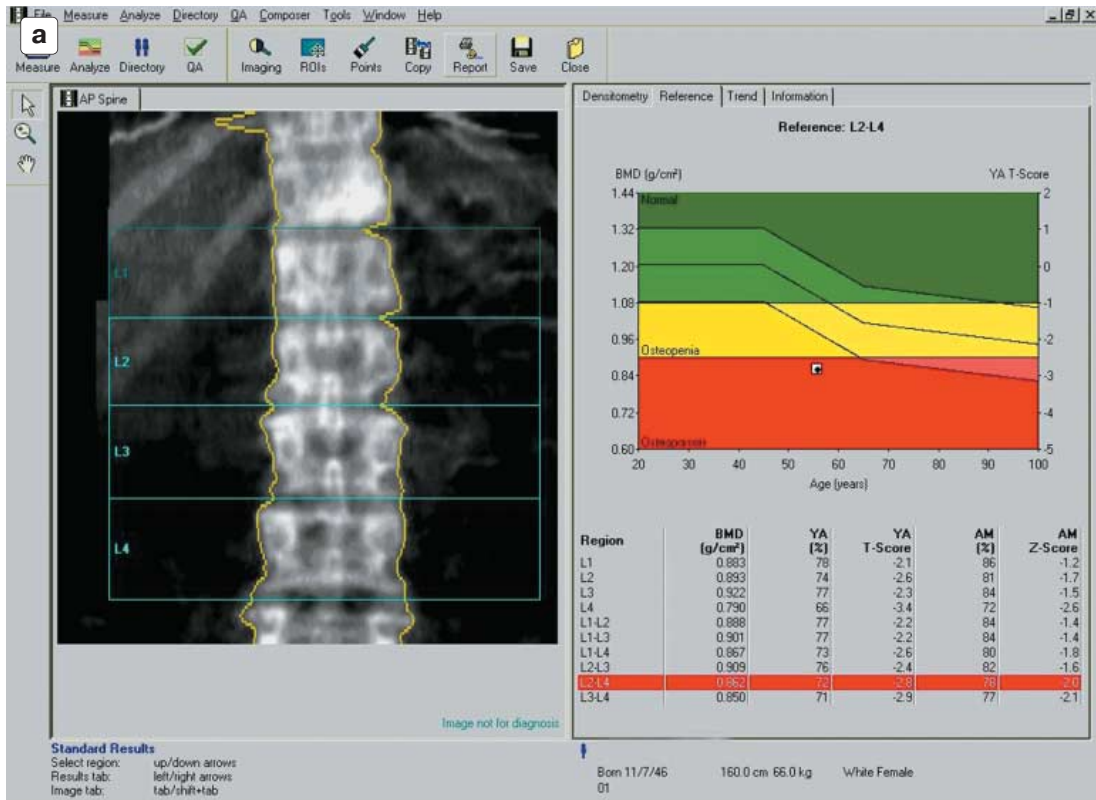 File Measure Analyze Directory QA Composer Tools Window Help
a
Measure Analyze Directory QA Imaging ROIs Points Copy Report Save Close
AP Spine
Densitometry Reference Trend Information
Reference: L2-L4
BMD (g/cm²) YA T-Score
1.44 Normal 2
1.32 1
1.20 0
1.08 -1
0.96 -2
Osteopenia
0.84 -3
0.72 -4
0.60 Osteoporosis -5
20 30 40 50 60 70 80 90 100
Age (years)
L1
L2
L3
L4
Region BMD (g/cm²) YA (%) YA T-Score AM (%) AM Z-Score
L1 0.883 78 -2.1 86 -1.2
L2 0.893 74 -2.6 81 -1.7
L3 0.922 77 -2.3 84 -1.5
L4 0.790 66 -3.4 72 -2.6
L1-L2 0.888 77 -2.2 84 -1.4
L1-L3 0.901 77 -2.2 84 -1.4
L1-L4 0.867 73 -2.6 80 -1.8
L2-L3 0.909 76 -2.4 82 -1.6
L2-L4 0.862 72 -2.8 78 -2.0
L3-L4 0.850 71 -2.9 77 -2.1
Image not for diagnosis
Standard Results
Select region: up/down arrows
Results tab: left/right arrows
Image tab: tab/shift+tab
Born 11/7/46 160.0 cm 66.0 kg White Female
01